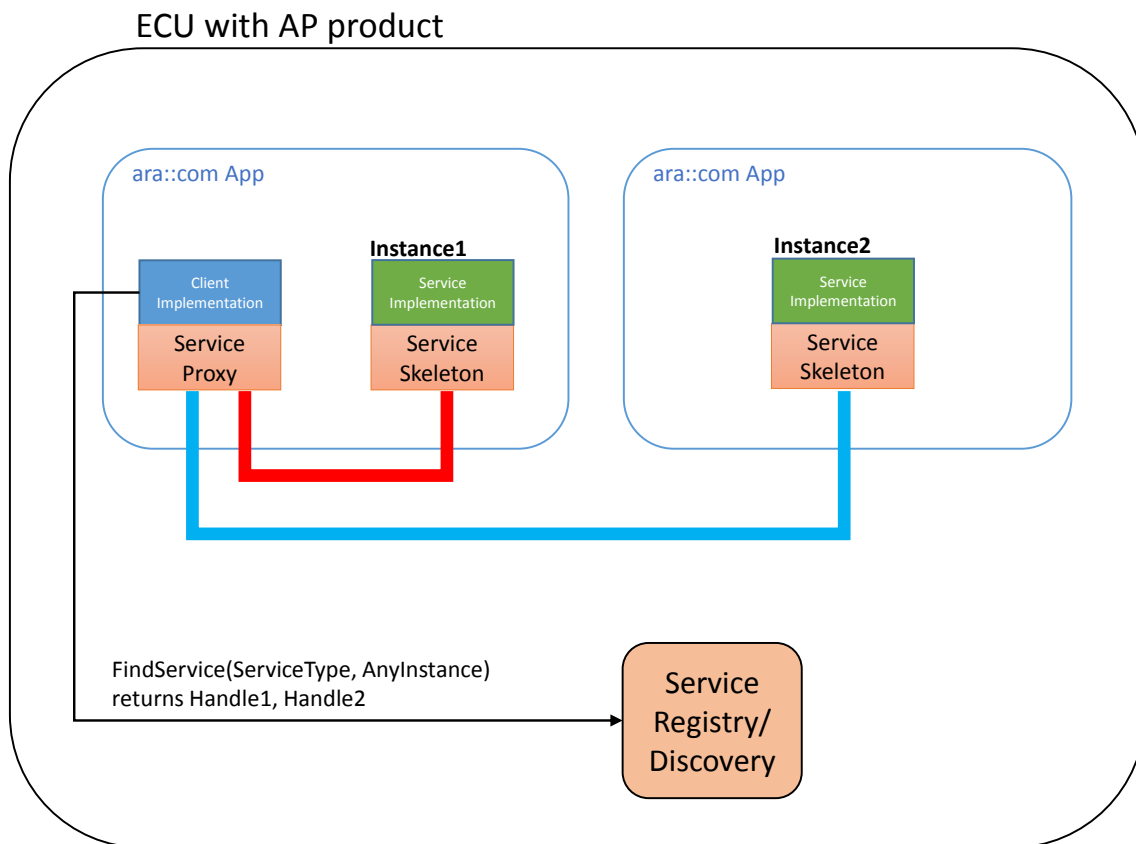 ECU with AP product
ara::com App
ara::com App
Instance1
Instance2
Client
Implementation
Service
Implementation
Service
Implementation
Service
Proxy
Service
Skeleton
Service
Skeleton
FindService(ServiceType, AnyInstance)
returns Handle1, Handle2
Service
Registry/
Discovery